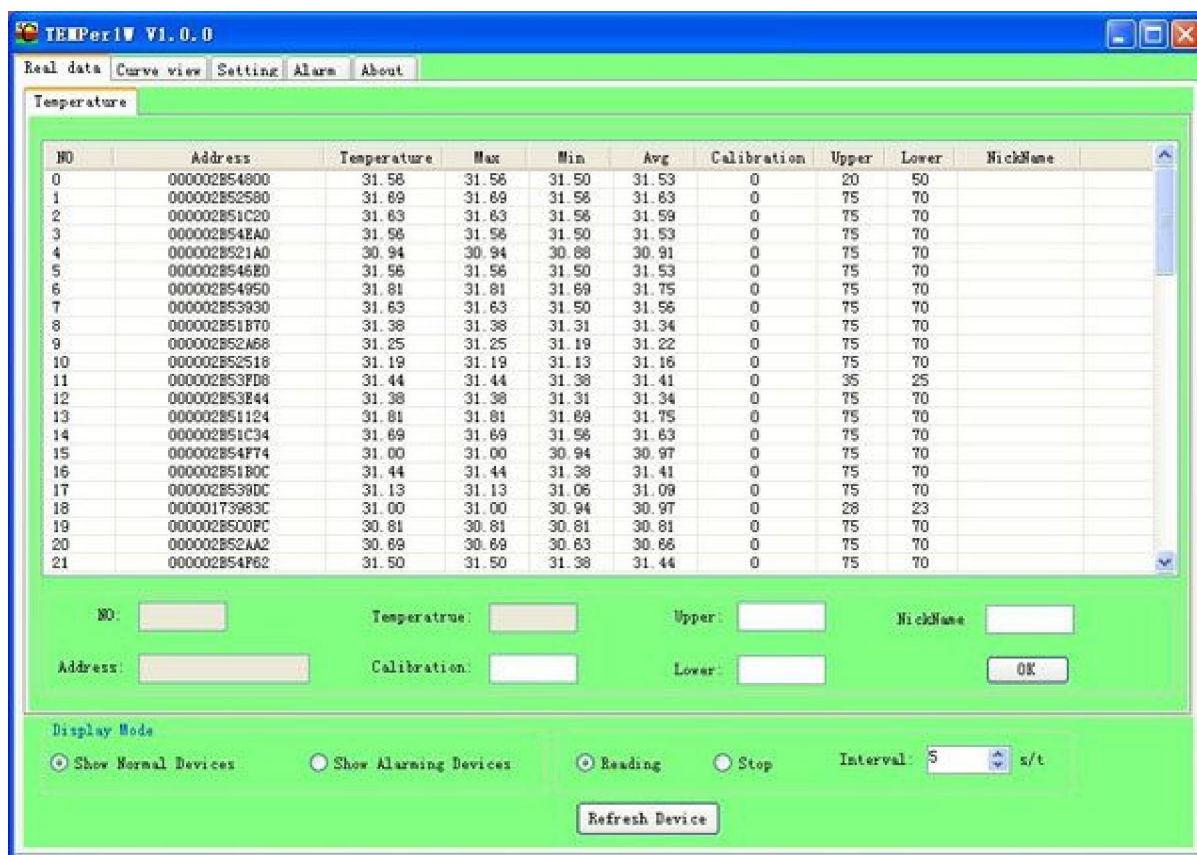 TEMPer1W V1.0.0
Real data Curve view Setting Alarm About
Temperature
NO Address Temperature Max Min Avg Calibration Upper Lower NickName
0 000002B54800 31.56 31.56 31.50 31.53 0 20 50
1 000002B52580 31.69 31.69 31.56 31.63 0 75 70
2 000002B51C20 31.63 31.63 31.56 31.59 0 75 70
3 000002B54EA0 31.56 31.56 31.50 31.53 0 75 70
4 000002B521A0 30.94 30.94 30.88 30.91 0 75 70
5 000002B546E0 31.56 31.56 31.50 31.53 0 75 70
6 000002B54950 31.81 31.81 31.69 31.75 0 75 70
7 000002B53930 31.63 31.63 31.50 31.56 0 75 70
8 000002B51B70 31.38 31.38 31.31 31.34 0 75 70
9 000002B52A68 31.25 31.25 31.19 31.22 0 75 70
10 000002B52518 31.19 31.19 31.13 31.16 0 75 70
11 000002B53FD8 31.44 31.44 31.38 31.41 0 35 25
12 000002B53E44 31.38 31.38 31.31 31.34 0 75 70
13 000002B51124 31.81 31.81 31.69 31.75 0 75 70
14 000002B51C34 31.69 31.69 31.56 31.63 0 75 70
15 000002B54F74 31.00 31.00 30.94 30.97 0 75 70
16 000002B51B0C 31.44 31.44 31.38 31.41 0 75 70
17 000002B539DC 31.13 31.13 31.06 31.09 0 75 70
18 00000173983C 31.00 31.00 30.94 30.97 0 28 23
19 000002B500FC 30.81 30.81 30.81 30.81 0 75 70
20 000002B52AA2 30.69 30.69 30.63 30.66 0 75 70
21 000002B54F62 31.50 31.50 31.38 31.44 0 75 70
NO: Temperatrue: Upper: NickName
Address: Calibration: Lower: OK
Display Mode
Show Normal Devices Show Alarming Devices Reading Stop Interval: 5 s/t
Refresh Device